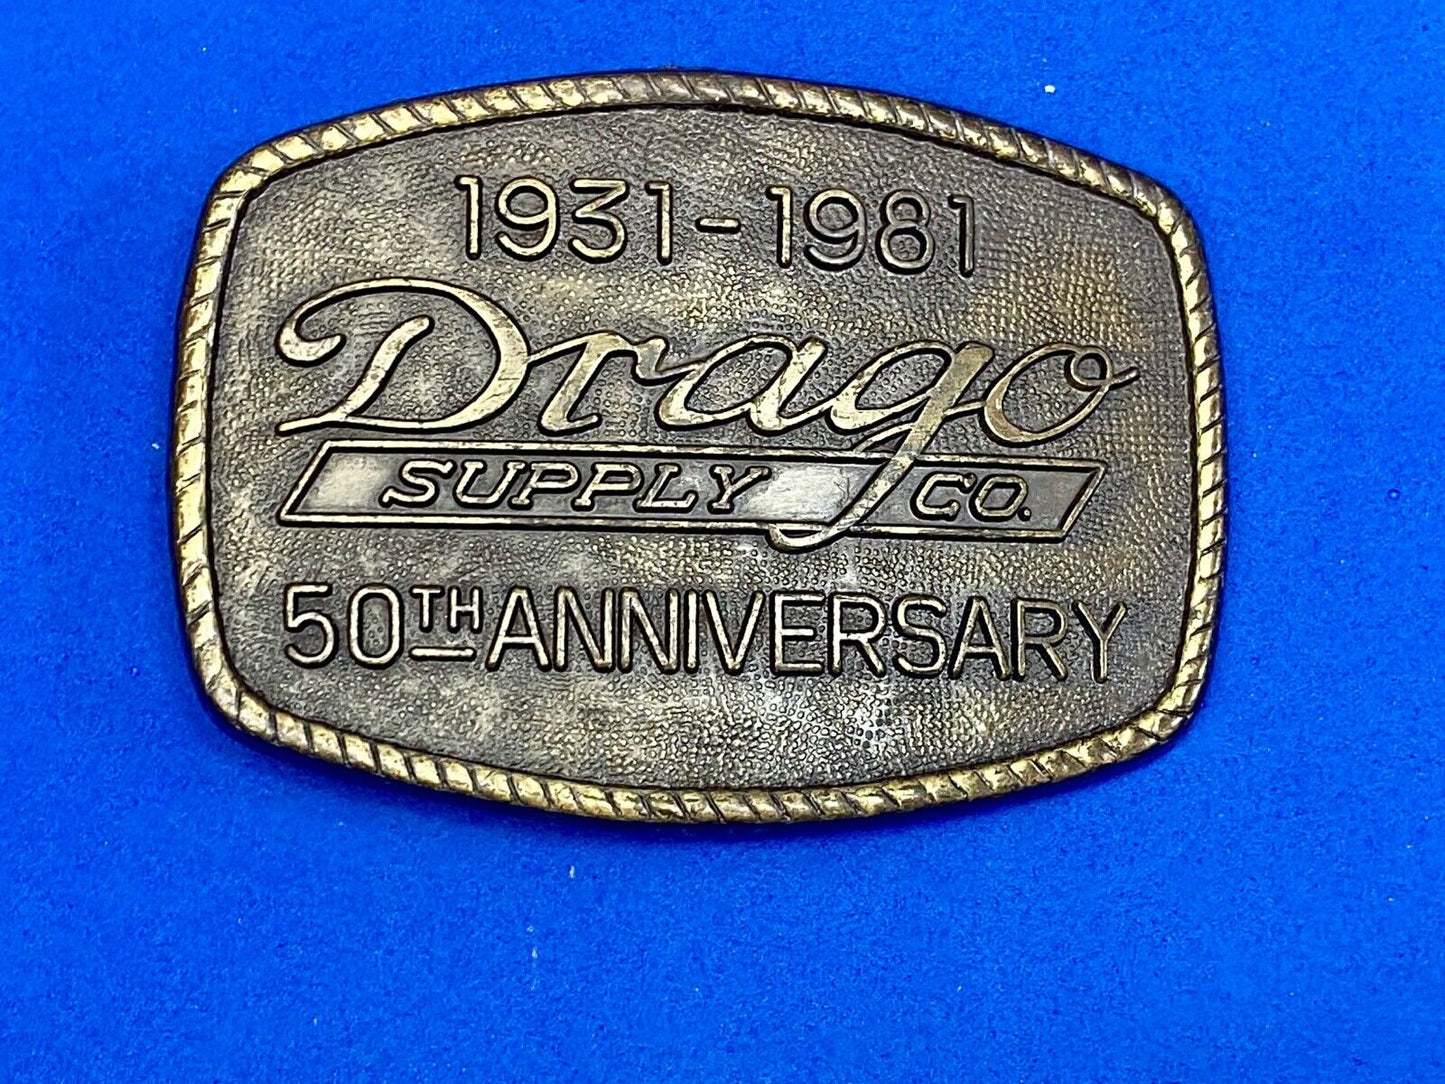 1931-1981
Drago
SUPPLY CO.
50TH ANNIVERSARY